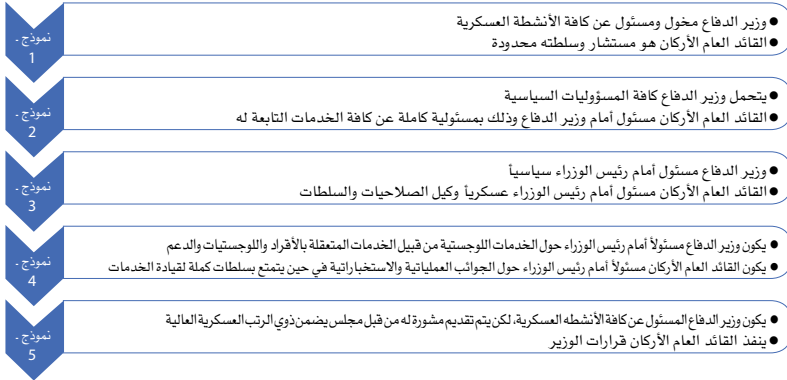 نموذج -
1
● وزير الدفاع مخول ومسئول عن كافة الأنشطة العسكرية
● القائد العام الأركان هو مستشار وسلطته محدودة
نموذج -
2
● يتحمل وزير الدفاع كافة المسؤوليات السياسية
● القائد العام الأركان مسئول أمام وزير الدفاع وذلك بمسئولية كاملة عن كافة الخدمات التابعة له
نموذج -
3
● وزير الدفاع مسئول أمام رئيس الوزراء سياسياً
● القائد العام الأركان مسئول أمام رئيس الوزراء عسكرياً وكيل الصلاحيات والسلطات
نموذج -
4
● يكون وزير الدفاع مسئولاً أمام رئيس الوزراء حول الخدمات اللوجستية من قبيل الخدمات المتعقلة بالأقراد واللوجستيات والدعم
● يكون القائد العام الأركان مسئولاً أمام رئيس الوزراء حول الجوائب العملياتية والاستخباراتية في حين يتمتع بسلطات كملة لقيادة الخدمات
نموذج -
5
● يكون وزير الدفاع المسئول عن كافة الأنشطه العسكرية، لكن يتم تقديم مشورة له من قبل مجلس يضمن ذوي الرتب العسكرية العالية
● ينفذ القائد العام الأركان قرارات الوزير